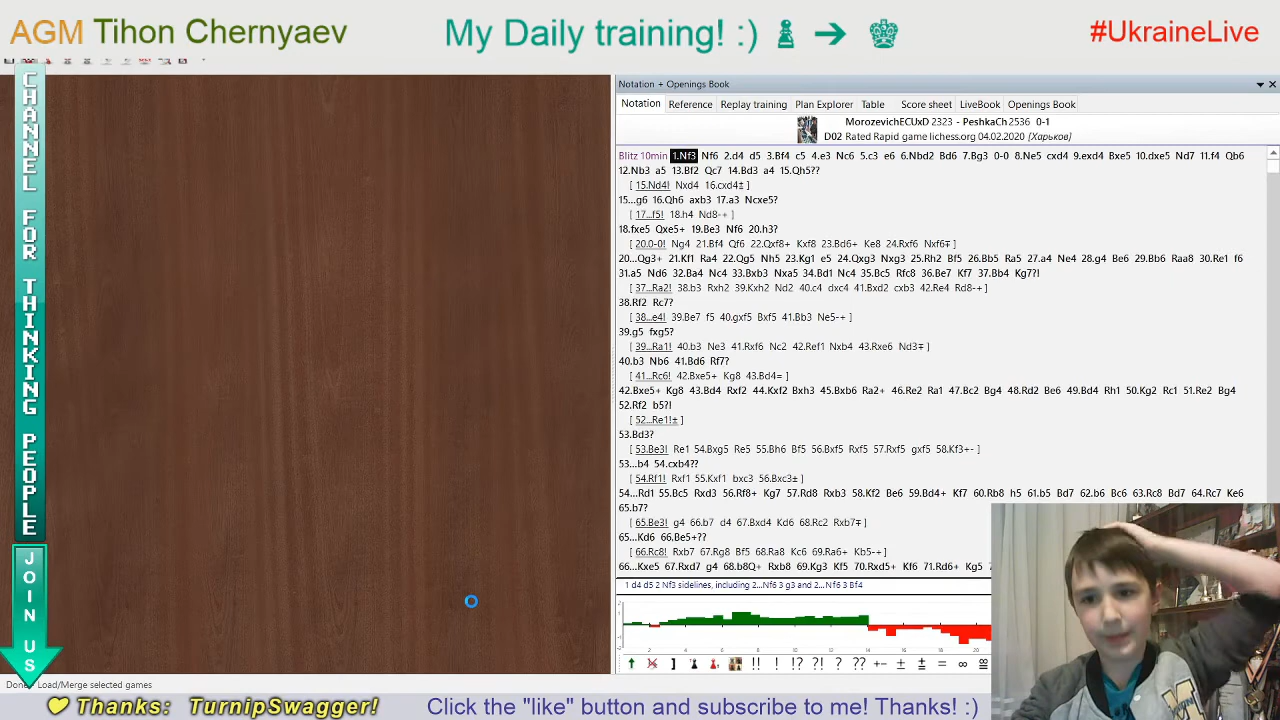 AGM Tihon Chernyaev
My Daily training! :)
#UkraineLive
CHANNEL FOR THINKING PEOPLE
JOIN US
Notation + Openings Book
Notation Reference Replay training Plan Explorer Table Score sheet LiveBook Openings Book
MorozevichECUxD 2323 - PeshkaCh 2536 0-1
D02 Rated Rapid game lichess.org 04.02.2020 [Харьков]
Blitz 10min 1.Nf3 Nf6 2.d4 d5 3.Bf4 c5 4.e3 Nc6 5.c3 e6 6.Nbd2 Bd6 7.Bg3 0-0 8.Ne5 cxd4 9.exd4 Bxe5 10.dxe5 Nd7 11.f4 Qb6
12.Nb3 a5 13.Bf2 Qc7 14.Bd3 a4 15.Qh5??
[ 15.Nd4! Nxd4 16.cxd4± ]
15...g6 16.Qh6 axb3 17.a3 Ncxe5?
[ 17...f5! 18.h4 Nd8-+ ]
18.fxe5 Qxe5+ 19.Be3 Nf6 20.h3?
[ 20.0-0! Ng4 21.Bf4 Qf6 22.Qxf8+ Kxf8 23.Bd6+ Ke8 24.Rxf6 Nxf6∓ ]
20...Qg3+ 21.Kf1 Ra4 22.Qg5 Nh5 23.Kg1 e5 24.Qxg3 Nxg3 25.Rh2 Bf5 26.Bb5 Ra5 27.a4 Ne4 28.g4 Be6 29.Bb6 Raa8 30.Re1 f6
31.a5 Nd6 32.Ba4 Nc4 33.Bxb3 Nxa5 34.Bd1 Nc4 35.Bc5 Rfc8 36.Be7 Kf7 37.Bb4 Kg7?!
[ 37...Ra2! 38.b3 Rxh2 39.Kxh2 Nd2 40.c4 dxc4 41.Bxd2 cxb3 42.Re4 Rd8-+ ]
38.Rf2 Rc7?
[ 38...e4! 39.Be7 f5 40.gxf5 Bxf5 41.Bb3 Ne5-+ ]
39.g5 fxg5?
[ 39...Ra1! 40.b3 Ne3 41.Rxf6 Nc2 42.Ref1 Nxb4 43.Rxe6 Nd3∓ ]
40.b3 Nb6 41.Bd6 Rf7?
[ 41...Rc6! 42.Bxe5+ Kg8 43.Bd4= ]
42.Bxe5+ Kg8 43.Bd4 Rxf2 44.Kxf2 Bxh3 45.Bxb6 Ra2+ 46.Re2 Ra1 47.Bc2 Bg4 48.Rd2 Be6 49.Bd4 Rh1 50.Kg2 Rc1 51.Re2 Bg4
52.Rf2 b5?!
[ 52...Re1!± ]
53.Bd3?
[ 53.Be3! Re1 54.Bxg5 Re5 55.Bh6 Bf5 56.Bxf5 Rxf5 57.Rxf5 gxf5 58.Kf3+- ]
53...b4 54.cxb4??
[ 54.Rf1! Rxf1 55.Kxf1 bxc3 56.Bxc3± ]
54...Rd1 55.Bc5 Rxd3 56.Rf8+ Kg7 57.Rd8 Rxb3 58.Kf2 Be6 59.Bd4+ Kf7 60.Rb8 h5 61.b5 Bd7 62.b6 Bc6 63.Rc8 Bd7 64.Rc7 Ke6
65.b7?
[ 65.Be3! g4 66.b7 d4 67.Bxd4 Kd6 68.Rc2 Rxb7∓ ]
65...Kd6 66.Be5+??
[ 66.Rc8! Rxb7 67.Rg8 Bf5 68.Ra8 Kc6 69.Ra6+ Kb5-+ ]
66...Kxe5 67.Rxd7 g4 68.b8Q+ Rxb8 69.Kg3 Kf5 70.Rxd5+ Kf6 71.Rd6+ Kg5
1 d4 d5 2 Nf3 sidelines, including 2...Nf6 3 g3 and 2...Nf6 3 Bf4
2 4 6 8 10 12 14 16 18 20
!! ! !? ?! ? ?? +- ± ⩲ = ∞
Load/Merge selected games
Thanks: TurnipSwagger!
Click the "like" button and subscribe to me! Thanks! :)